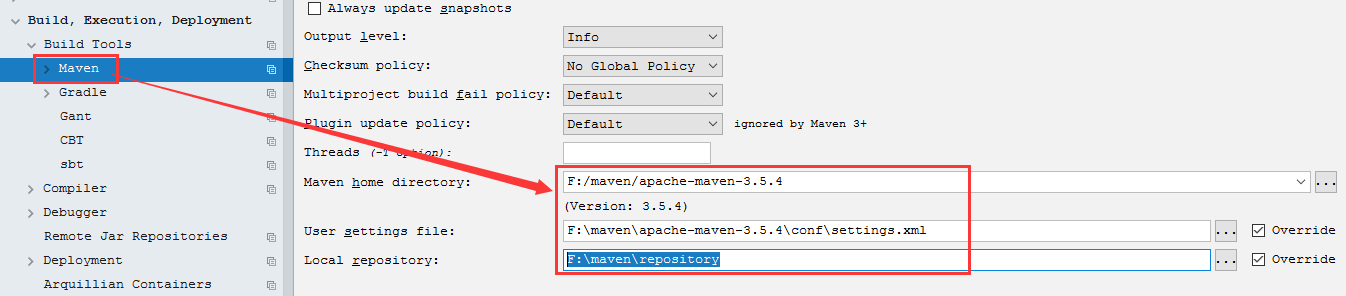 Build, Execution, Deployment
Build Tools
Maven
Gradle
Gant
CBT
sbt
Compiler
Debugger
Remote Jar Repositories
Deployment
Arquillian Containers
Always update snapshots
Output level: Info
Checksum policy: No Global Policy
Multiproject build fail policy: Default
Plugin update policy: Default ignored by Maven 3+
Threads (-T option):
Maven home directory: F:/maven/apache-maven-3.5.4 ...
(Version: 3.5.4)
User settings file: F:\maven\apache-maven-3.5.4\conf\settings.xml ... Override
Local repository: F:\maven\repository ... Override